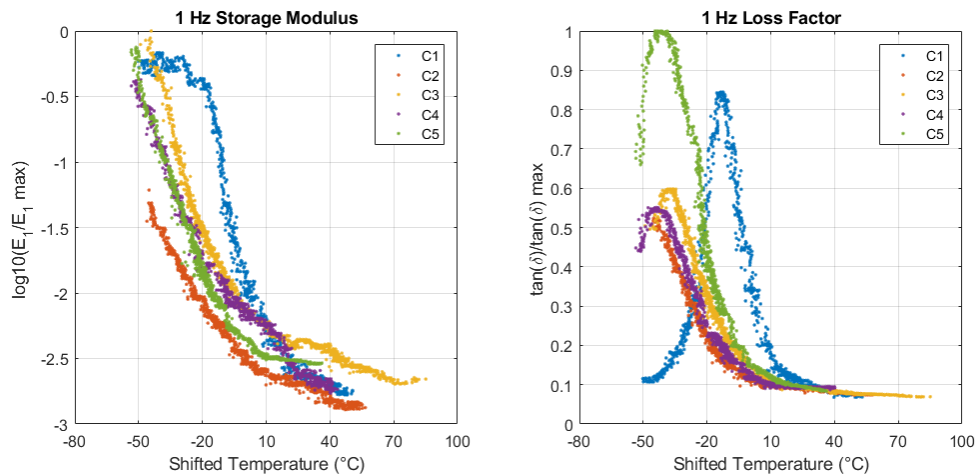 1 Hz Storage Modulus
0
-0.5
-1
-1.5
-2
-2.5
-3
log10(E_1/E_1 max)
-80
-50
-20
10
40
70
100
Shifted Temperature (°C)
C1
C2
C3
C4
C5
1 Hz Loss Factor
1
0.9
0.8
0.7
0.6
0.5
0.4
0.3
0.2
0.1
0
tan(δ)/tan(δ) max
-80
-50
-20
10
40
70
100
Shifted Temperature (°C)
C1
C2
C3
C4
C5